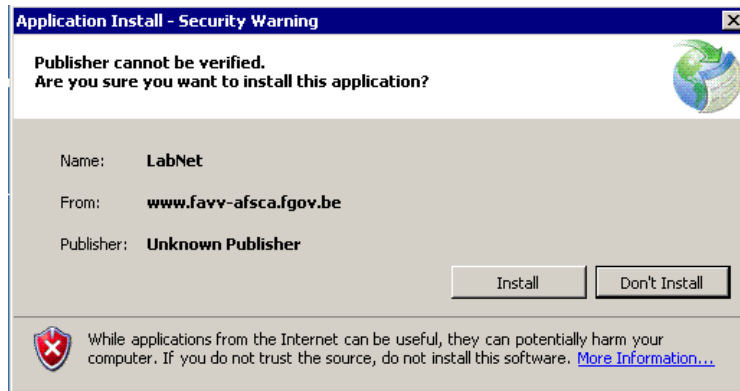 Application Install - Security Warning
Publisher cannot be verified.
Are you sure you want to install this application?
Name: LabNet
From: www.favv-afsca.fgov.be
Publisher: Unknown Publisher
Install Don't Install
While applications from the Internet can be useful, they can potentially harm your
computer. If you do not trust the source, do not install this software. More Information...